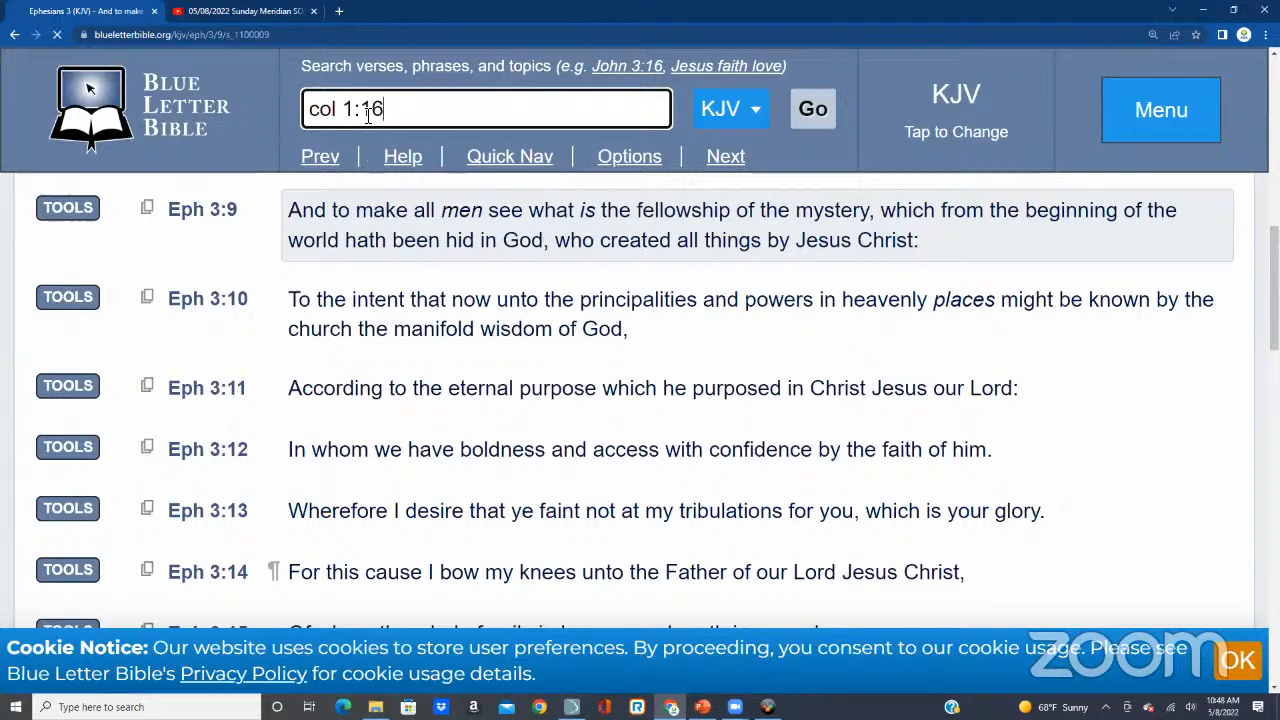 Ephesians 3 (KJV) - And to make
05/08/2022 Sunday Meridian SO
blueletterbible.org/kjv/eph/3/9/s_1100009
BLUE
LETTER
BIBLE
Search verses, phrases, and topics (e.g. John 3:16, Jesus faith love)
col 1:16
KJV
Go
Prev
Help
Quick Nav
Options
Next
KJV
Tap to Change
Menu
TOOLS Eph 3:9 And to make all men see what is the fellowship of the mystery, which from the beginning of the
world hath been hid in God, who created all things by Jesus Christ:
TOOLS Eph 3:10 To the intent that now unto the principalities and powers in heavenly places might be known by the
church the manifold wisdom of God,
TOOLS Eph 3:11 According to the eternal purpose which he purposed in Christ Jesus our Lord:
TOOLS Eph 3:12 In whom we have boldness and access with confidence by the faith of him.
TOOLS Eph 3:13 Wherefore I desire that ye faint not at my tribulations for you, which is your glory.
TOOLS Eph 3:14 ¶ For this cause I bow my knees unto the Father of our Lord Jesus Christ,
Cookie Notice: Our website uses cookies to store user preferences. By proceeding, you consent to our cookie usage. Please see
Blue Letter Bible's Privacy Policy for cookie usage details.
OK
zoom
Type here to search
68°F Sunny
10:48 AM
5/8/2022